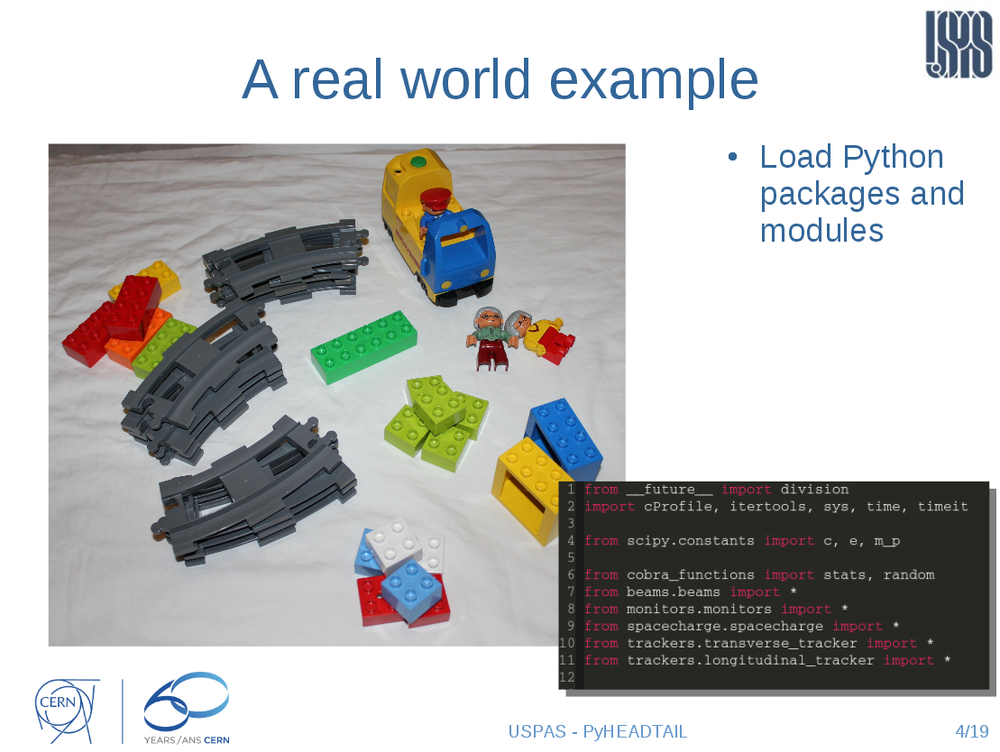 A real world example
USPAS
• Load Python
packages and
modules
1 from __future__ import division
2 import cProfile, itertools, sys, time, timeit
3
4 from scipy.constants import c, e, m_p
5
6 from cobra_functions import stats, random
7 from beams.beams import *
8 from monitors.monitors import *
9 from spacecharge.spacecharge import *
10 from trackers.transverse_tracker import *
11 from trackers.longitudinal_tracker import *
12
CERN
60
YEARS/ANS CERN
USPAS - PyHEADTAIL
4/19